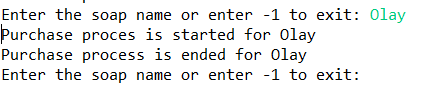 Enter the soap name or enter -1 to exit: Olay
Purchase proces is started for Olay
Purchase process is ended for Olay
Enter the soap name or enter -1 to exit: